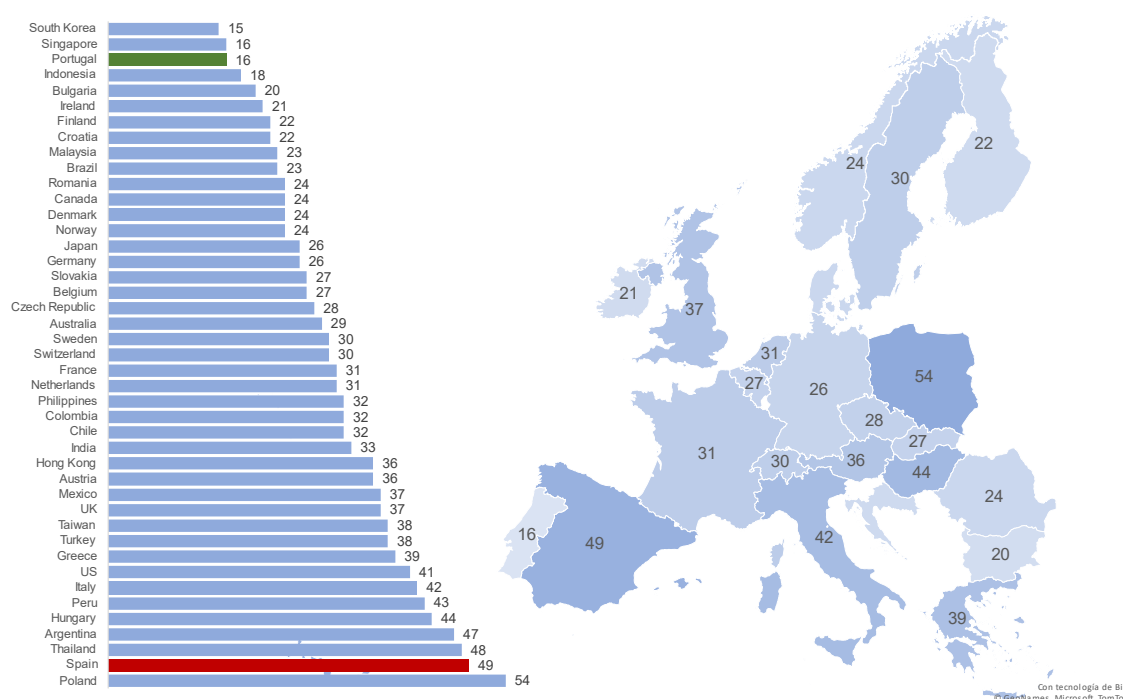 South Korea 15
Singapore 16
Portugal 16
Indonesia 18
Bulgaria 20
Ireland 21
Finland 22
Croatia 22
Malaysia 23
Brazil 23
Romania 24
Canada 24
Denmark 24
Norway 24
Japan 26
Germany 26
Slovakia 27
Belgium 27
Czech Republic 28
Australia 29
Sweden 30
Switzerland 30
France 31
Netherlands 31
Philippines 32
Colombia 32
Chile 32
India 33
Hong Kong 36
Austria 36
Mexico 37
UK 37
Taiwan 38
Turkey 38
Greece 39
US 41
Italy 42
Peru 43
Hungary 44
Argentina 47
Thailand 48
Spain 49
Poland 54
22
24
30
21
37
31
54
27
26
28
27
31
30
36
44
24
16
49
42
20
39
Con tecnología de Bi
© GeoNames, Microsoft, TomTo